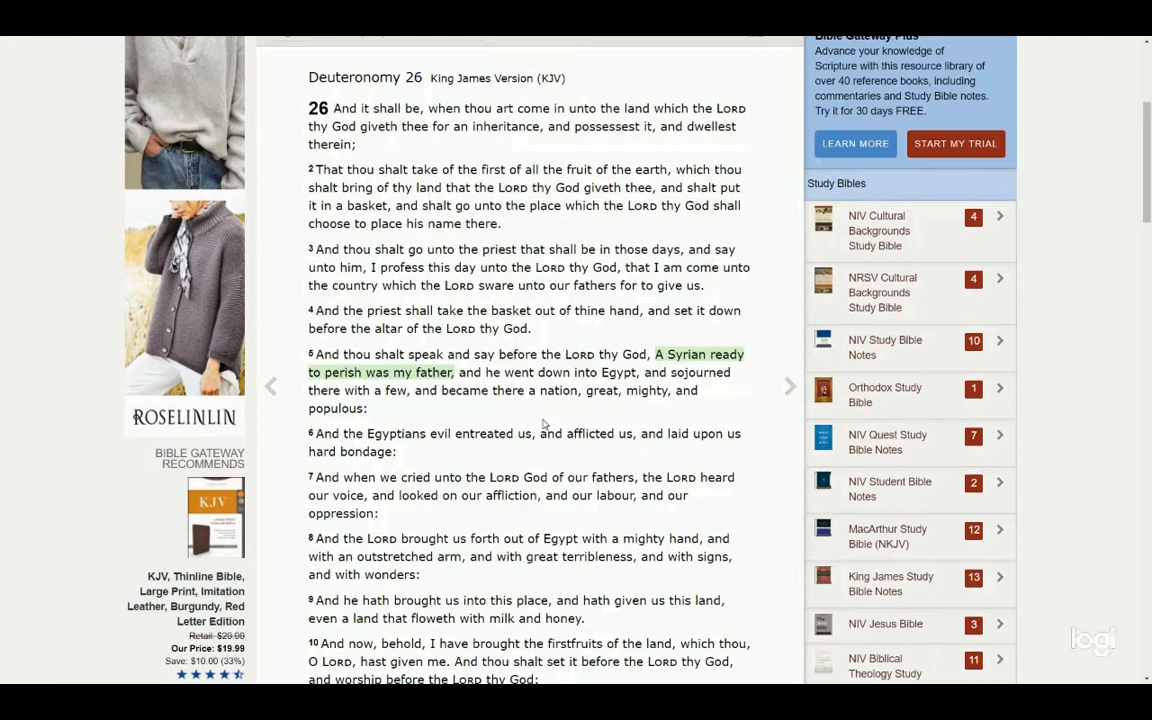 Deuteronomy 26 King James Version (KJV)
26 And it shall be, when thou art come in unto the land which the LORD
thy God giveth thee for an inheritance, and possessest it, and dwellest
therein;
2 That thou shalt take of the first of all the fruit of the earth, which thou
shalt bring of thy land that the LORD thy God giveth thee, and shalt put
it in a basket, and shalt go unto the place which the LORD thy God shall
choose to place his name there.
3 And thou shalt go unto the priest that shall be in those days, and say
unto him, I profess this day unto the LORD thy God, that I am come unto
the country which the LORD sware unto our fathers for to give us.
4 And the priest shall take the basket out of thine hand, and set it down
before the altar of the LORD thy God.
5 And thou shalt speak and say before the LORD thy God, A Syrian ready
to perish was my father, and he went down into Egypt, and sojourned
there with a few, and became there a nation, great, mighty, and
populous:
6 And the Egyptians evil entreated us, and afflicted us, and laid upon us
hard bondage:
7 And when we cried unto the LORD God of our fathers, the LORD heard
our voice, and looked on our affliction, and our labour, and our
oppression:
8 And the LORD brought us forth out of Egypt with a mighty hand, and
with an outstretched arm, and with great terribleness, and with signs,
and with wonders:
9 And he hath brought us into this place, and hath given us this land,
even a land that floweth with milk and honey.
10 And now, behold, I have brought the firstfruits of the land, which thou,
O LORD, hast given me. And thou shalt set it before the LORD thy God,
and worship before the LORD thy God:
ROSELINLIN
BIBLE GATEWAY
RECOMMENDS
KJV
KJV, Thinline Bible,
Large Print, Imitation
Leather, Burgundy, Red
Letter Edition
Retail: $29.99
Our Price: $19.99
Save: $10.00 (33%)
Bible Gateway Plus
Advance your knowledge of
Scripture with this resource library of
over 40 reference books, including
commentaries and Study Bible notes.
Try it for 30 days FREE.
LEARN MORE
START MY TRIAL
Study Bibles
NIV Cultural
Backgrounds
Study Bible
4
NRSV Cultural
Backgrounds
Study Bible
4
NIV Study Bible
Notes
10
Orthodox Study
Bible
1
NIV Quest Study
Bible Notes
7
NIV Student Bible
Notes
2
MacArthur Study
Bible (NKJV)
12
King James Study
Bible Notes
13
NIV Jesus Bible
3
NIV Biblical
Theology Study
11
logi